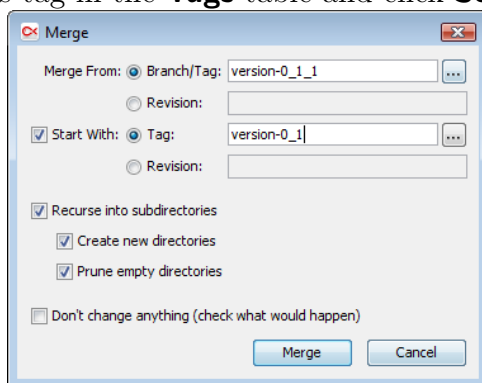 tag in the Tags table and click
Merge
Merge From: Branch/Tag: version-0_1_1 ...
Revision:
Start With: Tag: version-0_1 ...
Revision:
Recurse into subdirectories
Create new directories
Prune empty directories
Don't change anything (check what would happen)
Merge Cancel